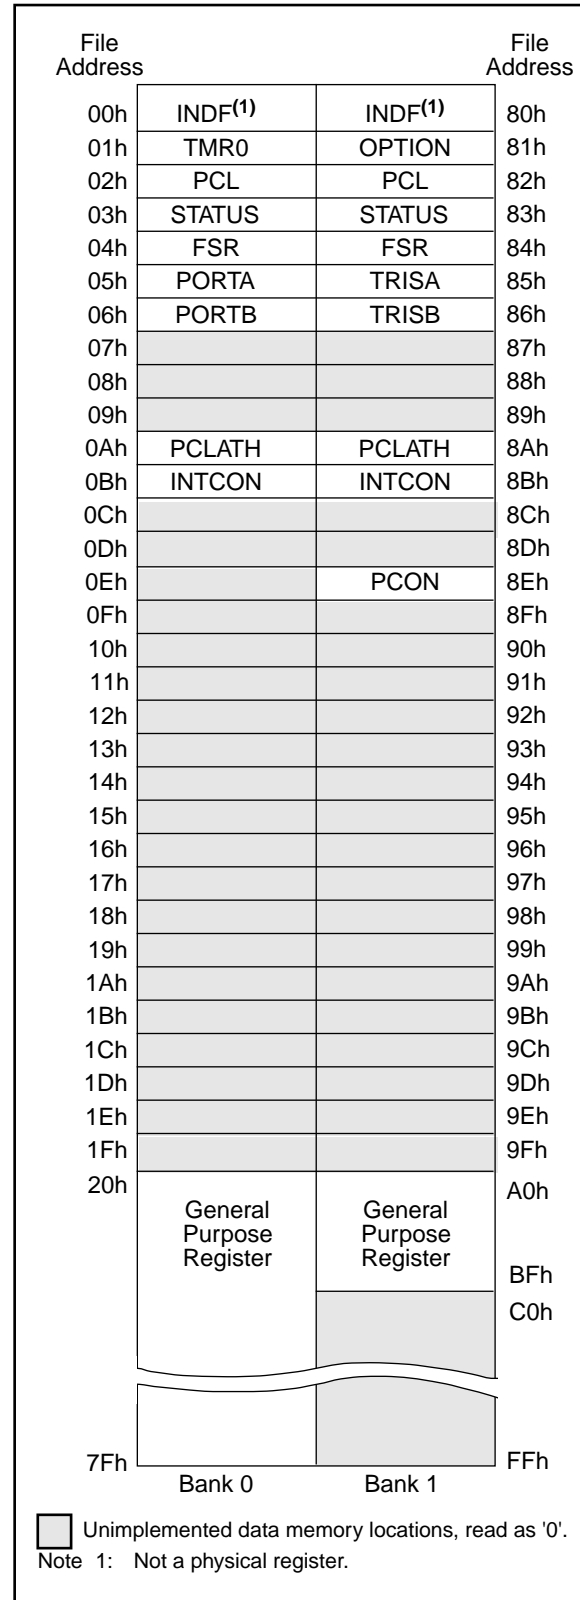 File Address File Address
00h INDF(1) INDF(1) 80h
01h TMR0 OPTION 81h
02h PCL PCL 82h
03h STATUS STATUS 83h
04h FSR FSR 84h
05h PORTA TRISA 85h
06h PORTB TRISB 86h
07h 87h
08h 88h
09h 89h
0Ah PCLATH PCLATH 8Ah
0Bh INTCON INTCON 8Bh
0Ch 8Ch
0Dh 8Dh
0Eh PCON 8Eh
0Fh 8Fh
10h 90h
11h 91h
12h 92h
13h 93h
14h 94h
15h 95h
16h 96h
17h 97h
18h 98h
19h 99h
1Ah 9Ah
1Bh 9Bh
1Ch 9Ch
1Dh 9Dh
1Eh 9Eh
1Fh 9Fh
20h General Purpose Register General Purpose Register A0h
BFh
C0h
7Fh FFh
Bank 0 Bank 1
Unimplemented data memory locations, read as '0'.
Note 1: Not a physical register.